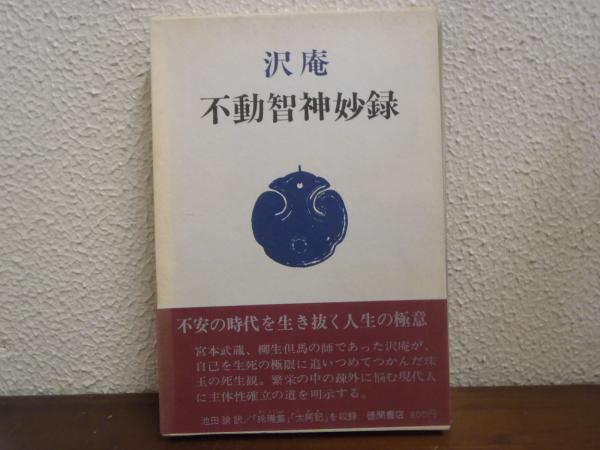 沢庵
不動智神妙録
不安の時代を生き抜く人生の極意
宮本武蔵、柳生但馬の師であった沢庵が、
自己を生死の極限に追いつめてつかんだ珠
玉の死生観。繁栄の中の疎外に悩む現代人
に主体性確立の道を明示する。
池田諭訳/「玲瓏集」「太阿記」を収録 徳間書店 800円